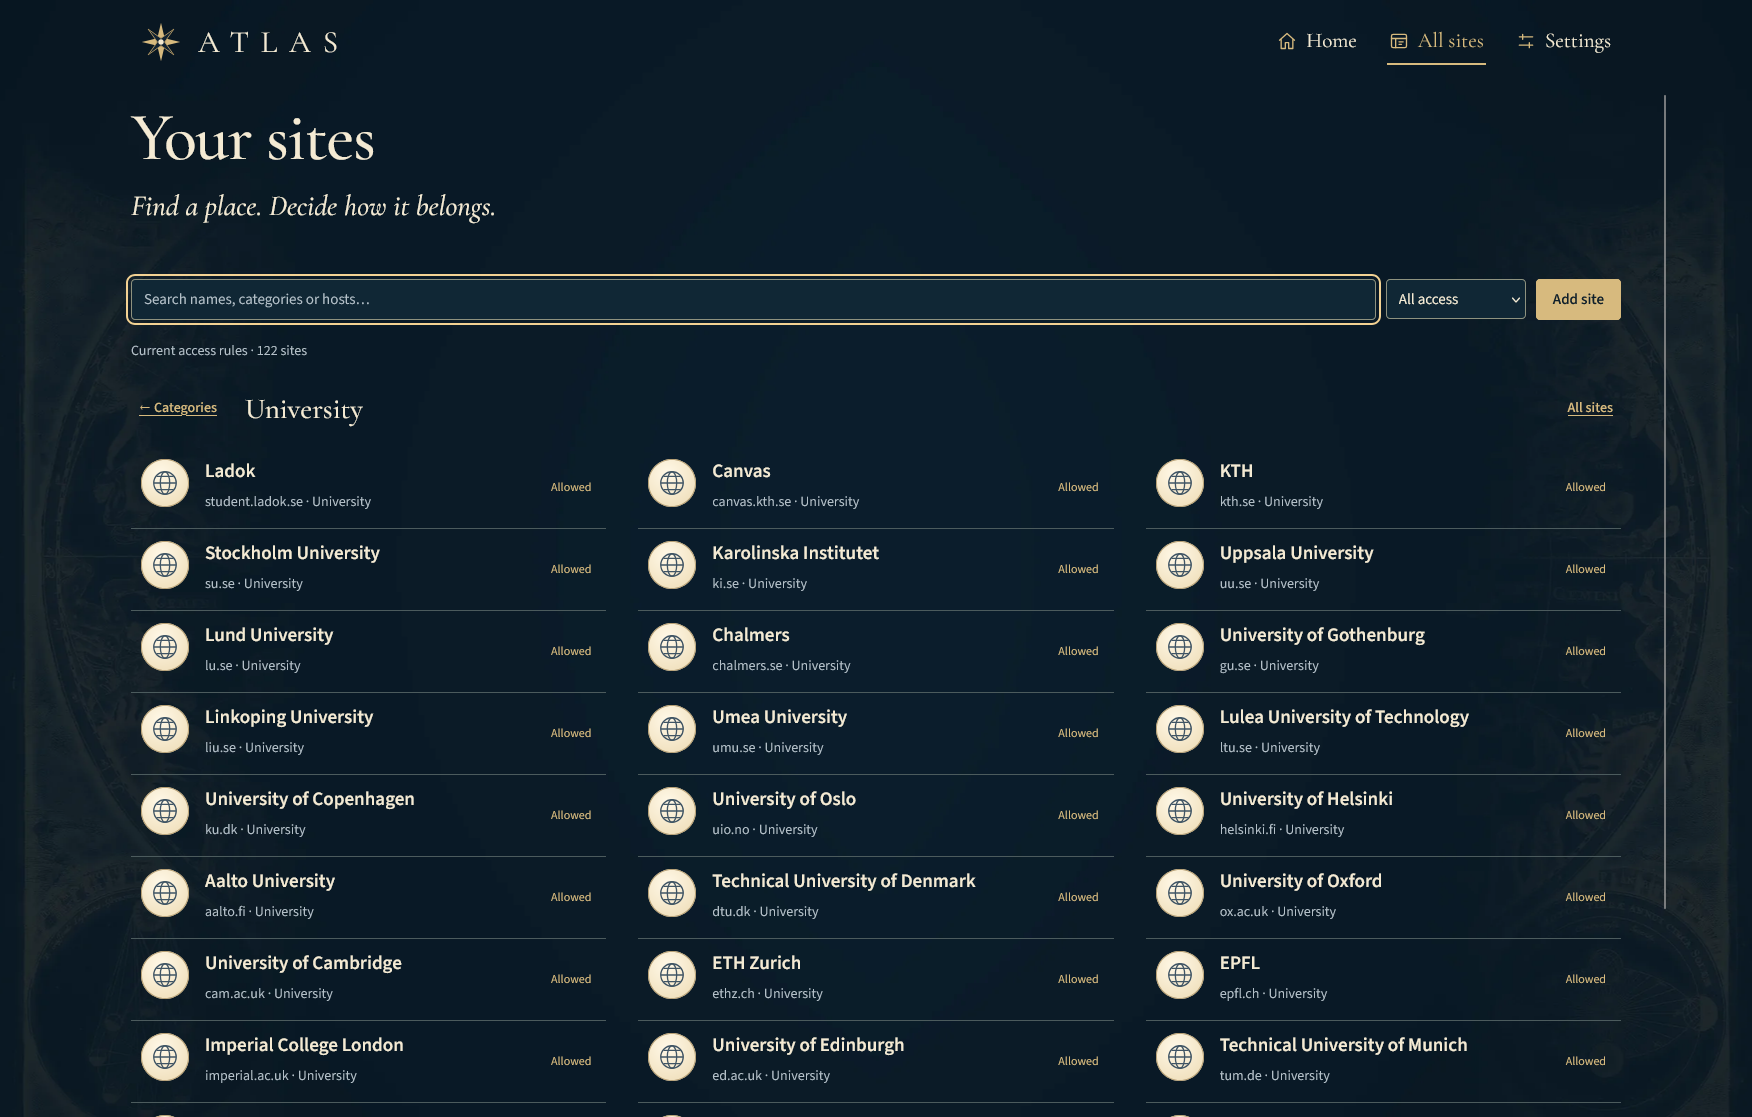 ATLAS
Home
All sites
Settings
Your sites
Find a place. Decide how it belongs.
Search names, categories or hosts…
All access
Add site
Current access rules · 122 sites
← Categories
University
All sites
Ladok
student.ladok.se · University
Allowed
Canvas
canvas.kth.se · University
Allowed
KTH
kth.se · University
Allowed
Stockholm University
su.se · University
Allowed
Karolinska Institutet
ki.se · University
Allowed
Uppsala University
uu.se · University
Allowed
Lund University
lu.se · University
Allowed
Chalmers
chalmers.se · University
Allowed
University of Gothenburg
gu.se · University
Allowed
Linkoping University
liu.se · University
Allowed
Umea University
umu.se · University
Allowed
Lulea University of Technology
ltu.se · University
Allowed
University of Copenhagen
ku.dk · University
Allowed
University of Oslo
uio.no · University
Allowed
University of Helsinki
helsinki.fi · University
Allowed
Aalto University
aalto.fi · University
Allowed
Technical University of Denmark
dtu.dk · University
Allowed
University of Oxford
ox.ac.uk · University
Allowed
University of Cambridge
cam.ac.uk · University
Allowed
ETH Zurich
ethz.ch · University
Allowed
EPFL
epfl.ch · University
Allowed
Imperial College London
imperial.ac.uk · University
Allowed
University of Edinburgh
ed.ac.uk · University
Allowed
Technical University of Munich
tum.de · University
Allowed